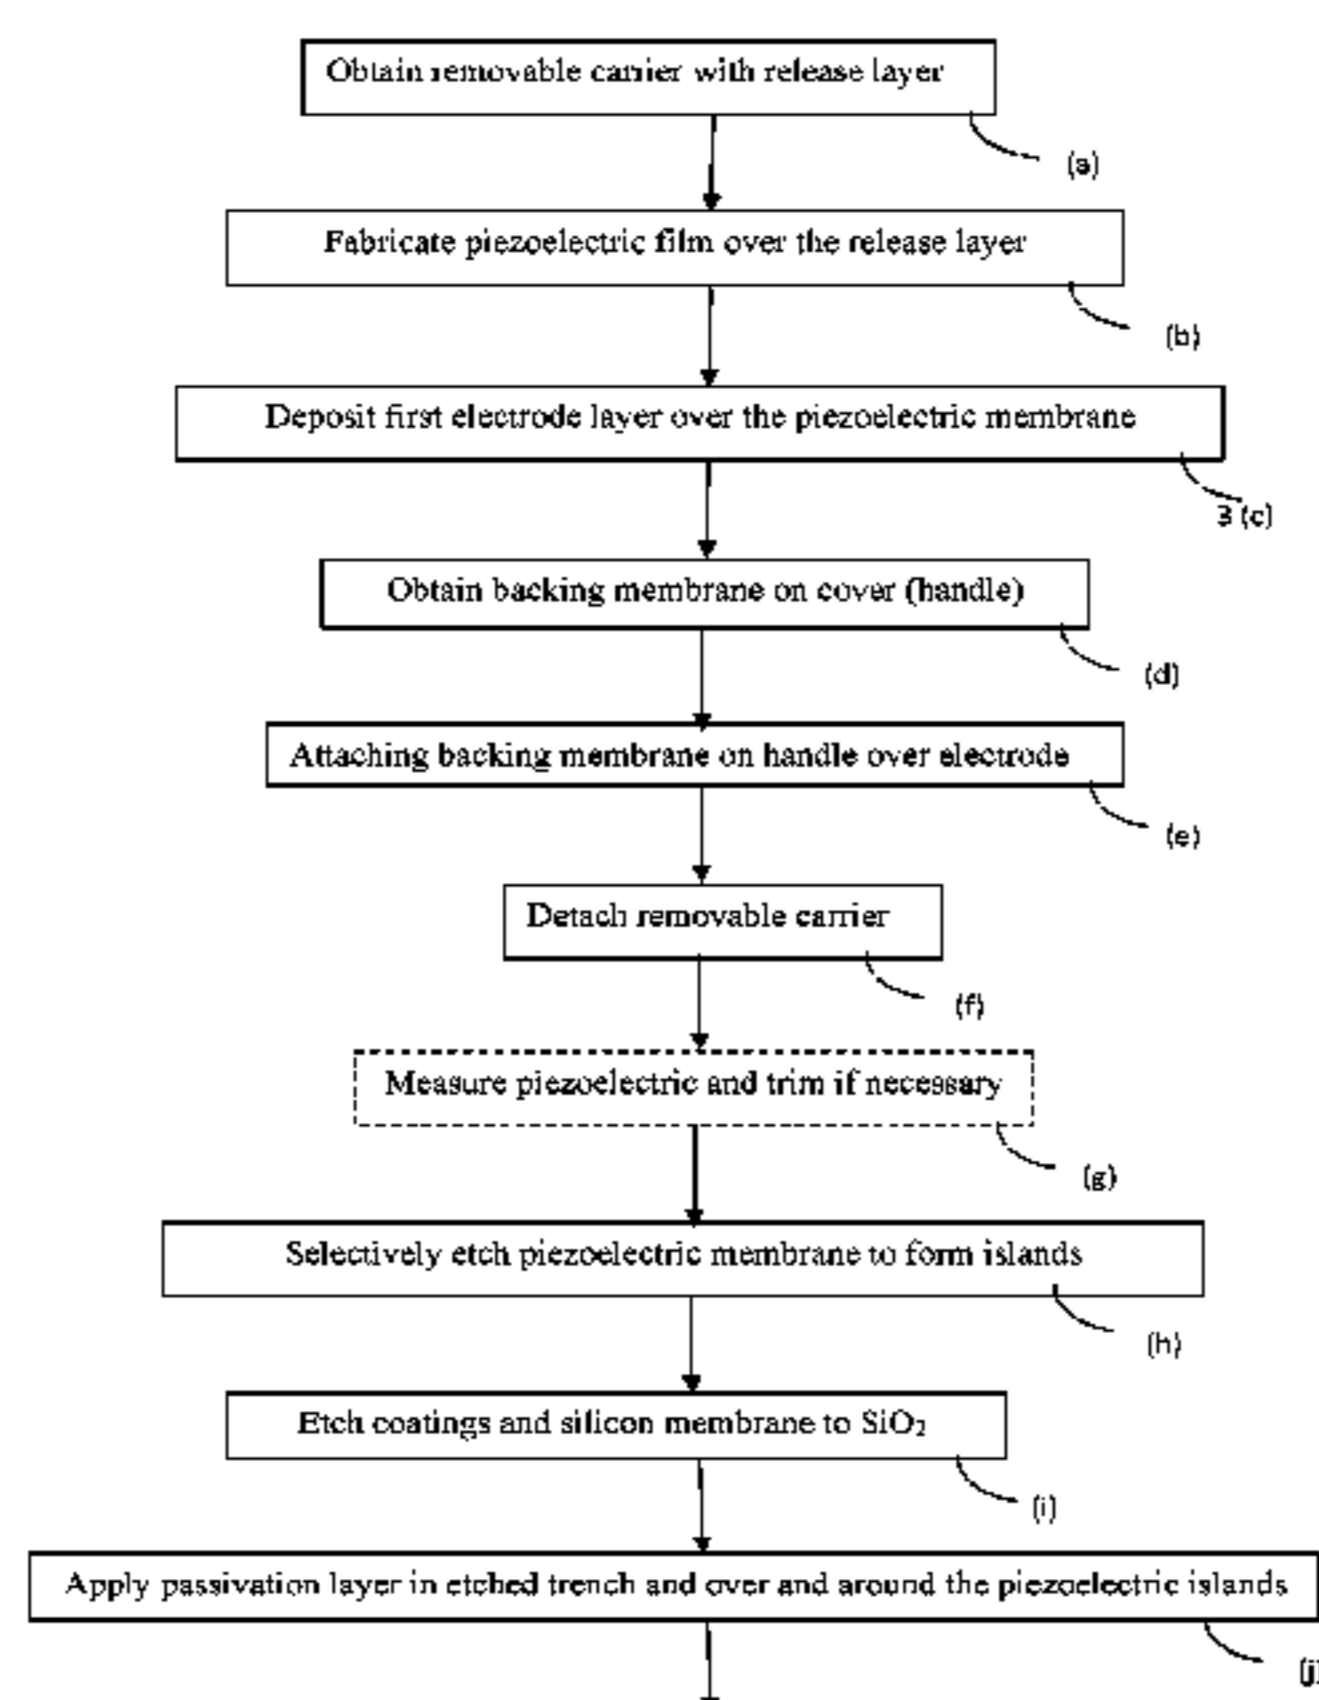 Obtain removable carrier with release layer
(a)
Fabricate piezoelectric film over the release layer
(b)
Deposit first electrode layer over the piezoelectric membrane
3 (c)
Obtain backing membrane on cover (handle)
(d)
Attaching backing membrane on handle over electrode
(e)
Detach removable carrier
(f)
Measure piezoelectric and trim if necessary
(g)
Selectively etch piezoelectric membrane to form islands
(h)
Etch coatings and silicon membrane to SiO₂
(i)
Apply passivation layer in etched trench and over and around the piezoelectric islands
(j)